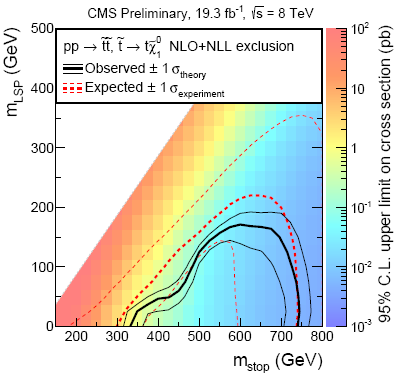 CMS Preliminary, 19.3 fb⁻¹, √s = 8 TeV
pp → t̃t̃, t̃ → tχ̃⁰₁ NLO+NLL exclusion
Observed ± 1 σtheory
Expected ± 1 σexperiment
mLSP (GeV)
500
400
300
200
100
0
200 300 400 500 600 700 800
mstop (GeV)
10²
10
1
10⁻¹
10⁻²
10⁻³
95% C.L. upper limit on cross section (pb)